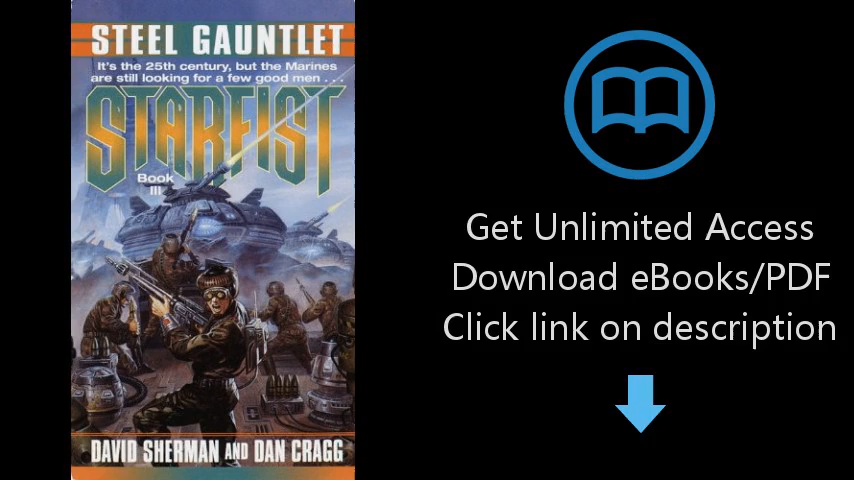 STEEL GAUNTLET
It's the 25th century, but the Marines
are still looking for a few good men . . .
STARFIST
Book
III
DAVID SHERMAN AND DAN CRAGG
Get Unlimited Access
Download eBooks/PDF
Click link on description